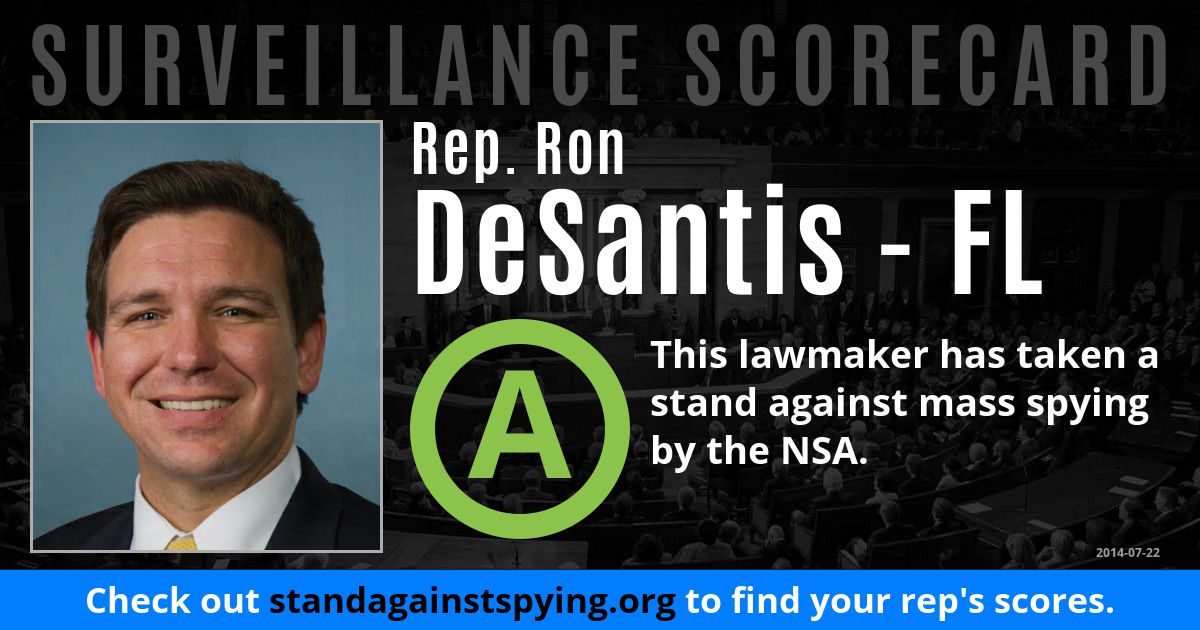 SURVEILLANCE SCORECARD
Rep. Ron
DeSantis - FL
A
This lawmaker has taken a
stand against mass spying
by the NSA.
2014-07-22
Check out standagainstspying.org to find your rep's scores.